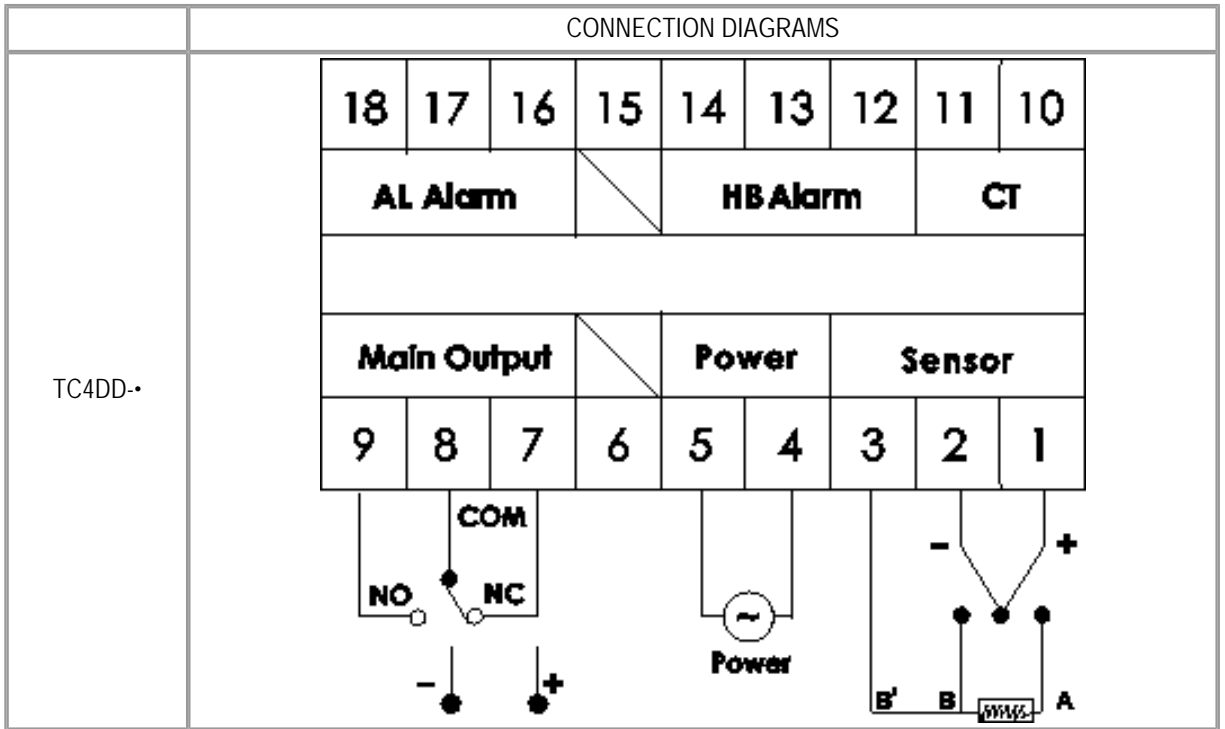 CONNECTION DIAGRAMS
TC4DD-•
18 17 16 15 14 13 12 11 10
AL Alarm HB Alarm CT
Main Output Power Sensor
9 8 7 6 5 4 3 2 1
COM
- +
NO NC
~
Power
- +
B' B A